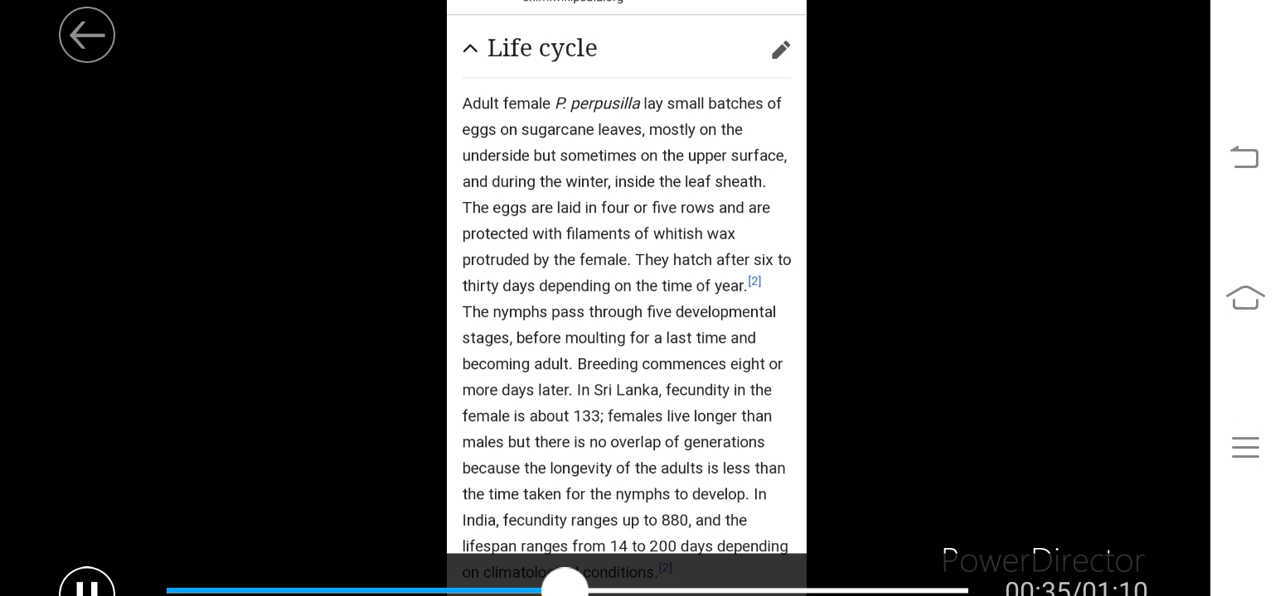 Life cycle
Adult female P. perpusilla lay small batches of
eggs on sugarcane leaves, mostly on the
underside but sometimes on the upper surface,
and during the winter, inside the leaf sheath.
The eggs are laid in four or five rows and are
protected with filaments of whitish wax
protruded by the female. They hatch after six to
thirty days depending on the time of year.[2]
The nymphs pass through five developmental
stages, before moulting for a last time and
becoming adult. Breeding commences eight or
more days later. In Sri Lanka, fecundity in the
female is about 133; females live longer than
males but there is no overlap of generations
because the longevity of the adults is less than
the time taken for the nymphs to develop. In
India, fecundity ranges up to 880, and the
lifespan ranges from 14 to 200 days depending
on conditions.[2]
PowerDirector
00:35/01:10